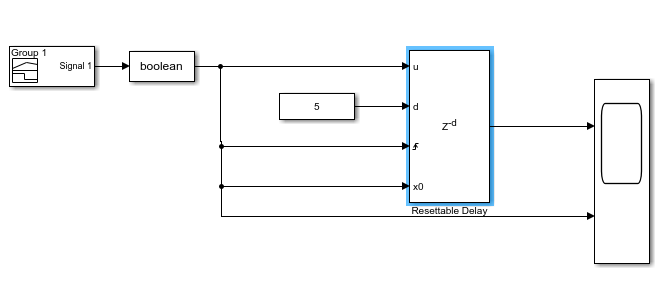 Group 1
Signal 1
boolean
u
5
d
Z-d
x0
Resettable Delay